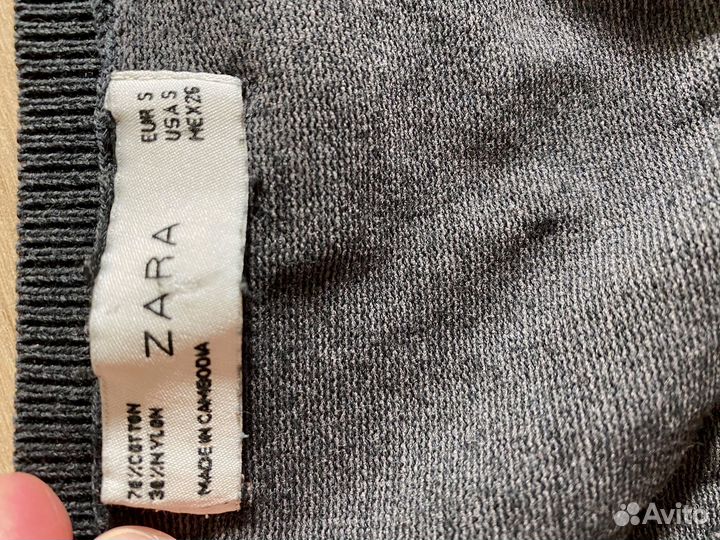 EUR S
USA S
MEX 26
ZARA
70%COTTON
30%NYLON
MADE IN CAMBODIA
Avito